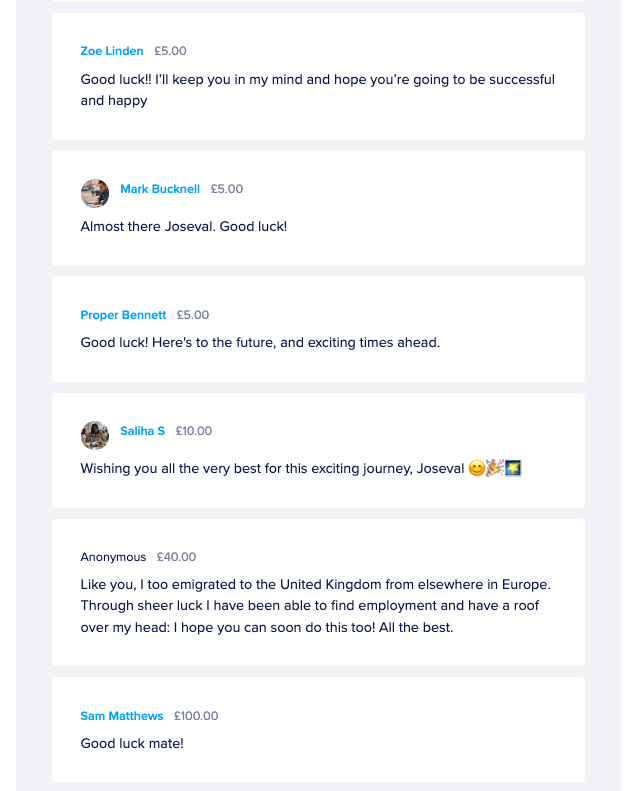 Zoe Linden £5.00
Good luck!! I’ll keep you in my mind and hope you’re going to be successful
and happy
Mark Bucknell £5.00
Almost there Joseval. Good luck!
Proper Bennett £5.00
Good luck! Here's to the future, and exciting times ahead.
Saliha S £10.00
Wishing you all the very best for this exciting journey, Joseval 😊🎉🌠
Anonymous £40.00
Like you, I too emigrated to the United Kingdom from elsewhere in Europe.
Through sheer luck I have been able to find employment and have a roof
over my head: I hope you can soon do this too! All the best.
Sam Matthews £100.00
Good luck mate!